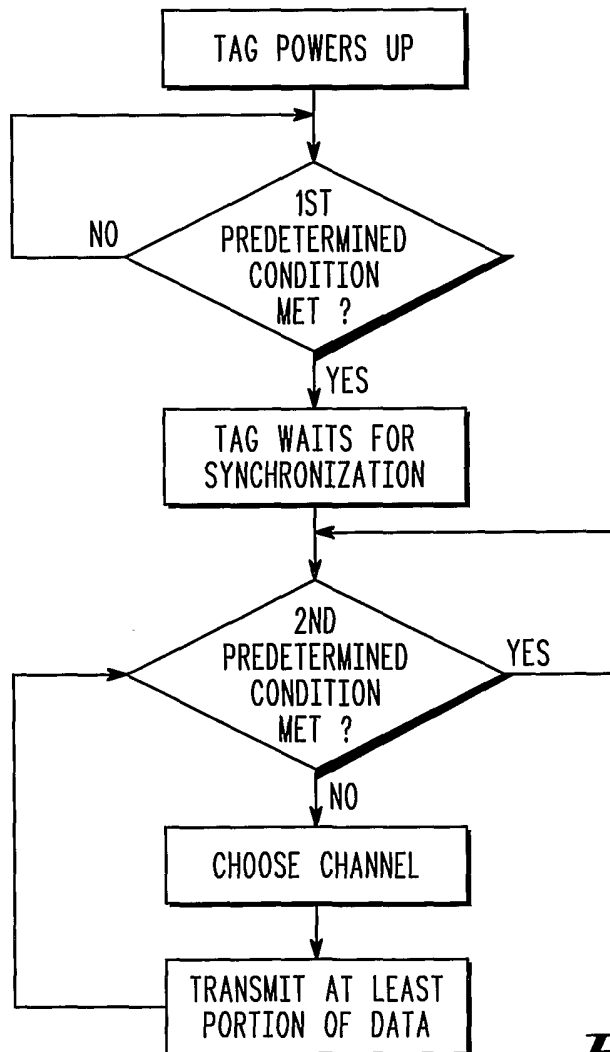 TAG POWERS UP
1ST
PREDETERMINED
CONDITION
MET ?
NO
YES
TAG WAITS FOR
SYNCHRONIZATION
2ND
PREDETERMINED
CONDITION
MET ?
YES
NO
CHOOSE CHANNEL
TRANSMIT AT LEAST
PORTION OF DATA